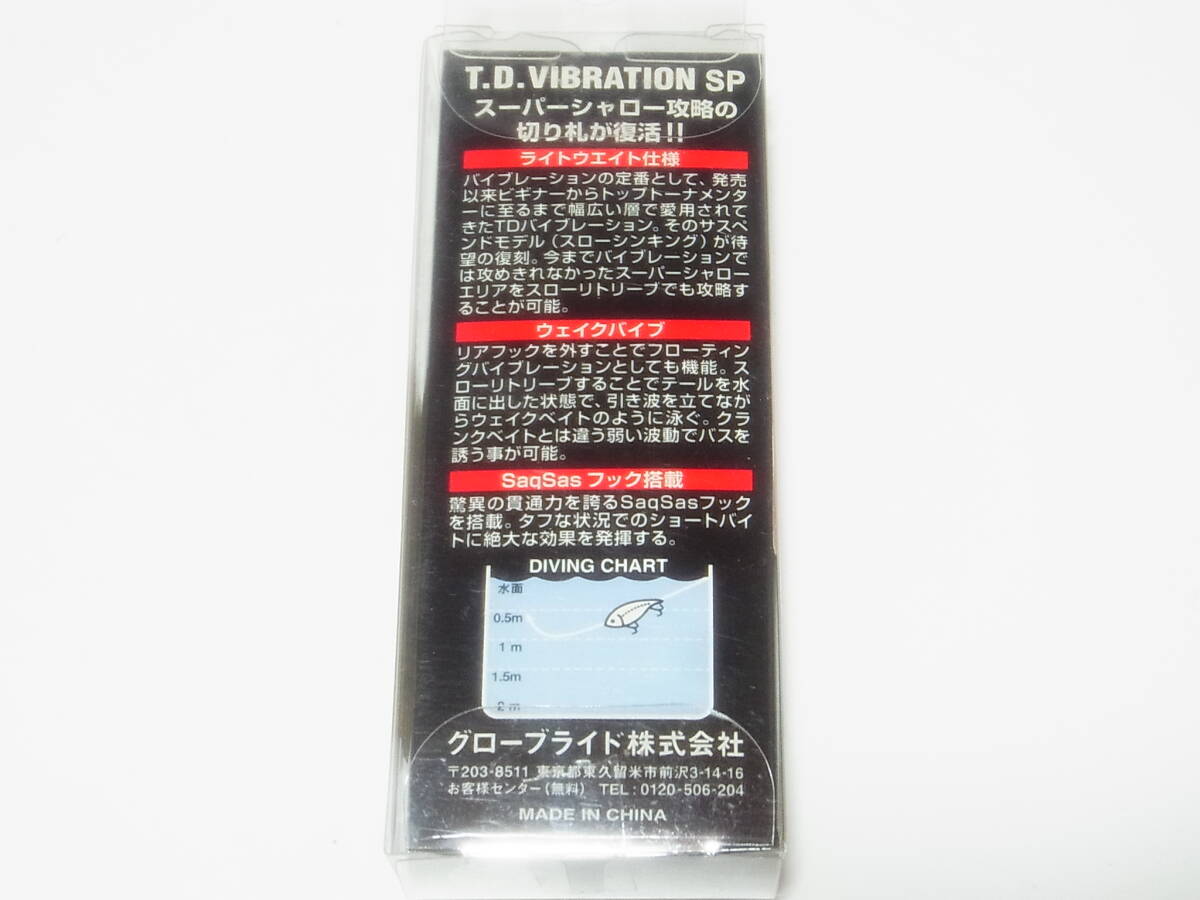 T.D.VIBRATION SP
スーパーシャロー攻略の
切り札が復活!!
ライトウエイト仕様
バイブレーションの定番として、発売
以来ビギナーからトップトーナメンタ
ーに至るまで幅広い層で愛用されて
きたTDバイブレーション。そのサスペ
ンドモデル(スローシンキング)が待
望の復刻。今までバイブレーションで
は攻めきれなかったスーパーシャロー
エリアをスローリトリーブでも攻略す
ることが可能。
ウェイクバイブ
リアフックを外すことでフローティン
グバイブレーションとしても機能。ス
ローリトリーブすることでテールを水
面に出した状態で、引き波を立てなが
らウェイクベイトのように泳ぐ。クラ
ンクベイトとは違う弱い波動でバスを
誘う事が可能。
SaqSas フック搭載
驚異の貫通力を誇るSaqSasフック
を搭載。タフな状況でのショートバイ
トに絶大な効果を発揮する。
DIVING CHART
水面
0.5m
1 m
1.5m
2 m
グローブライド株式会社
〒203-8511 東京都東久留米市前沢3-14-16
お客様センター(無料) TEL:0120-506-204
MADE IN CHINA